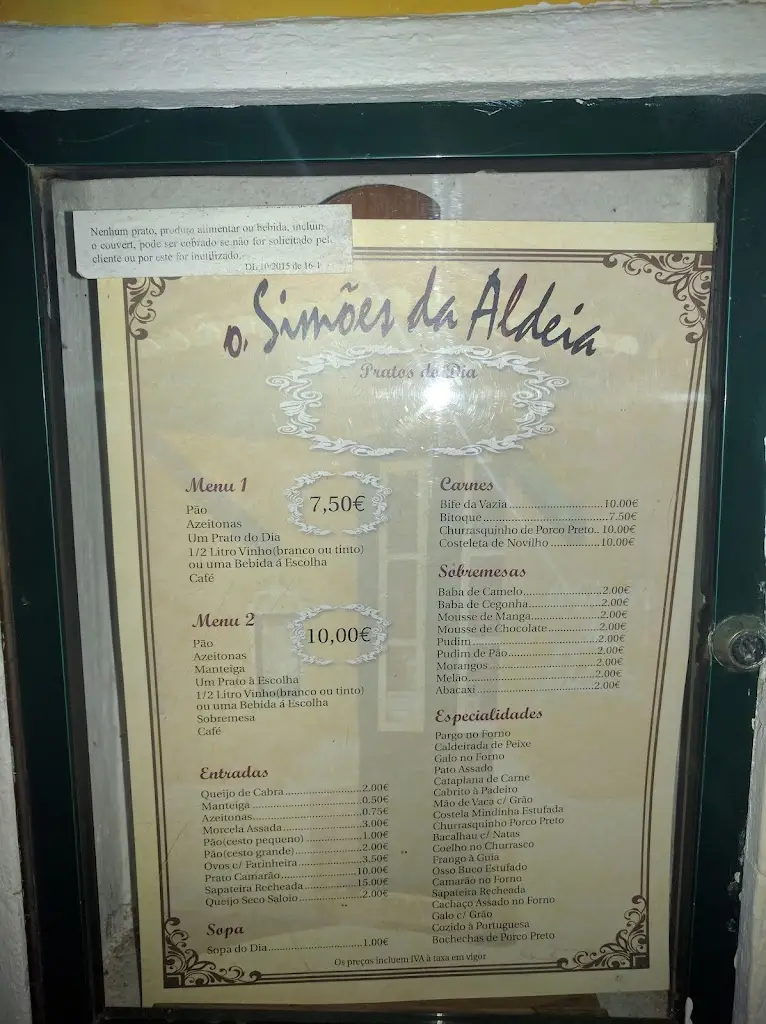 Nenhum prato, produto alimentar ou bebida, incluin
o couvert, pode ser cobrado se não for solicitado pel
cliente ou por este for inutilizado.
DL 10/2015 de 16-1
o. Simões da Aldeia
Pratos do Dia
Menu 1
7,50€
Pão
Azeitonas
Um Prato do Dia
1/2 Litro Vinho(branco ou tinto)
ou uma Bebida á Escolha
Café
Menu 2
10,00€
Pão
Azeitonas
Manteiga
Um Prato à Escolha
1/2 Litro Vinho(branco ou tinto)
ou uma Bebida á Escolha
Sobremesa
Café
Entradas
Queijo de Cabra....................2.00€
Manteiga ............................0.50€
Azeitonas............................0.75€
Morcela Assada....................3.00€
Pão(cesto pequeno) ...............1.00€
Pão(cesto grande)..................2.00€
Ovos c/ Farinheira .................3.50€
Prato Camarão.....................10.00€
Sapateira Recheada...............15.00€
Queijo Seco Saloio..................2.00€
Sopa
Sopa do Dia..........................1.00€
Carnes
Bife da Vazia..........................10.00€
Bitoque..................................7.50€
Churrasquinho de Porco Preto.. 10.00€
Costeleta de Novilho ..............10.00€
Sobremesas
Baba de Camelo......................2.00€
Baba de Cegonha.....................2.00€
Mousse de Manga....................2.00€
Mousse de Chocolate...............2.00€
Pudim...................................2.00€
Pudim de Pão.........................2.00€
Morangos..............................2.00€
Melão...................................2.00€
Abacaxi.................................2.00€
Especialidades
Pargo no Forno
Caldeirada de Peixe
Galo no Forno
Pato Assado
Cataplana de Carne
Cabrito à Padeiro
Mão de Vaca c/ Grão
Costela Mindinha Estufada
Churrasquinho Porco Preto
Bacalhau c/ Natas
Coelho no Churrasco
Frango à Guia
Osso Buco Estufado
Camarão no Forno
Sapateira Recheada
Cachaço Assado no Forno
Galo c/ Grão
Cozido à Portuguesa
Bochechas de Porco Preto
Os preços incluem IVA à taxa em vigor